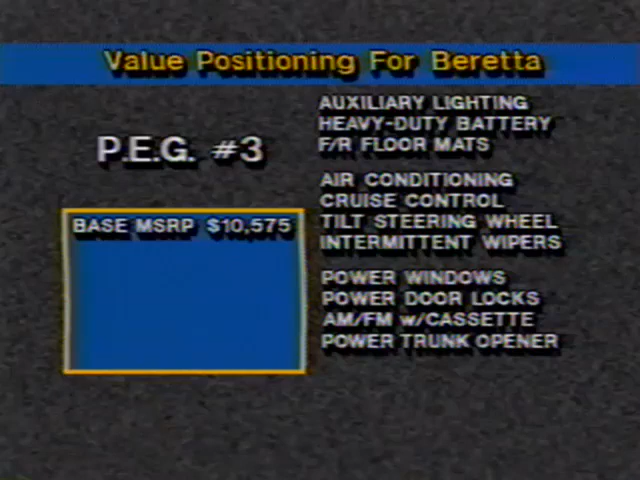 Value Positioning For Beretta
P.E.G. #3
BASE MSRP $10,575
AUXILIARY LIGHTING
HEAVY-DUTY BATTERY
F/R FLOOR MATS
AIR CONDITIONING
CRUISE CONTROL
TILT STEERING WHEEL
INTERMITTENT WIPERS
POWER WINDOWS
POWER DOOR LOCKS
AM/FM w/CASSETTE
POWER TRUNK OPENER